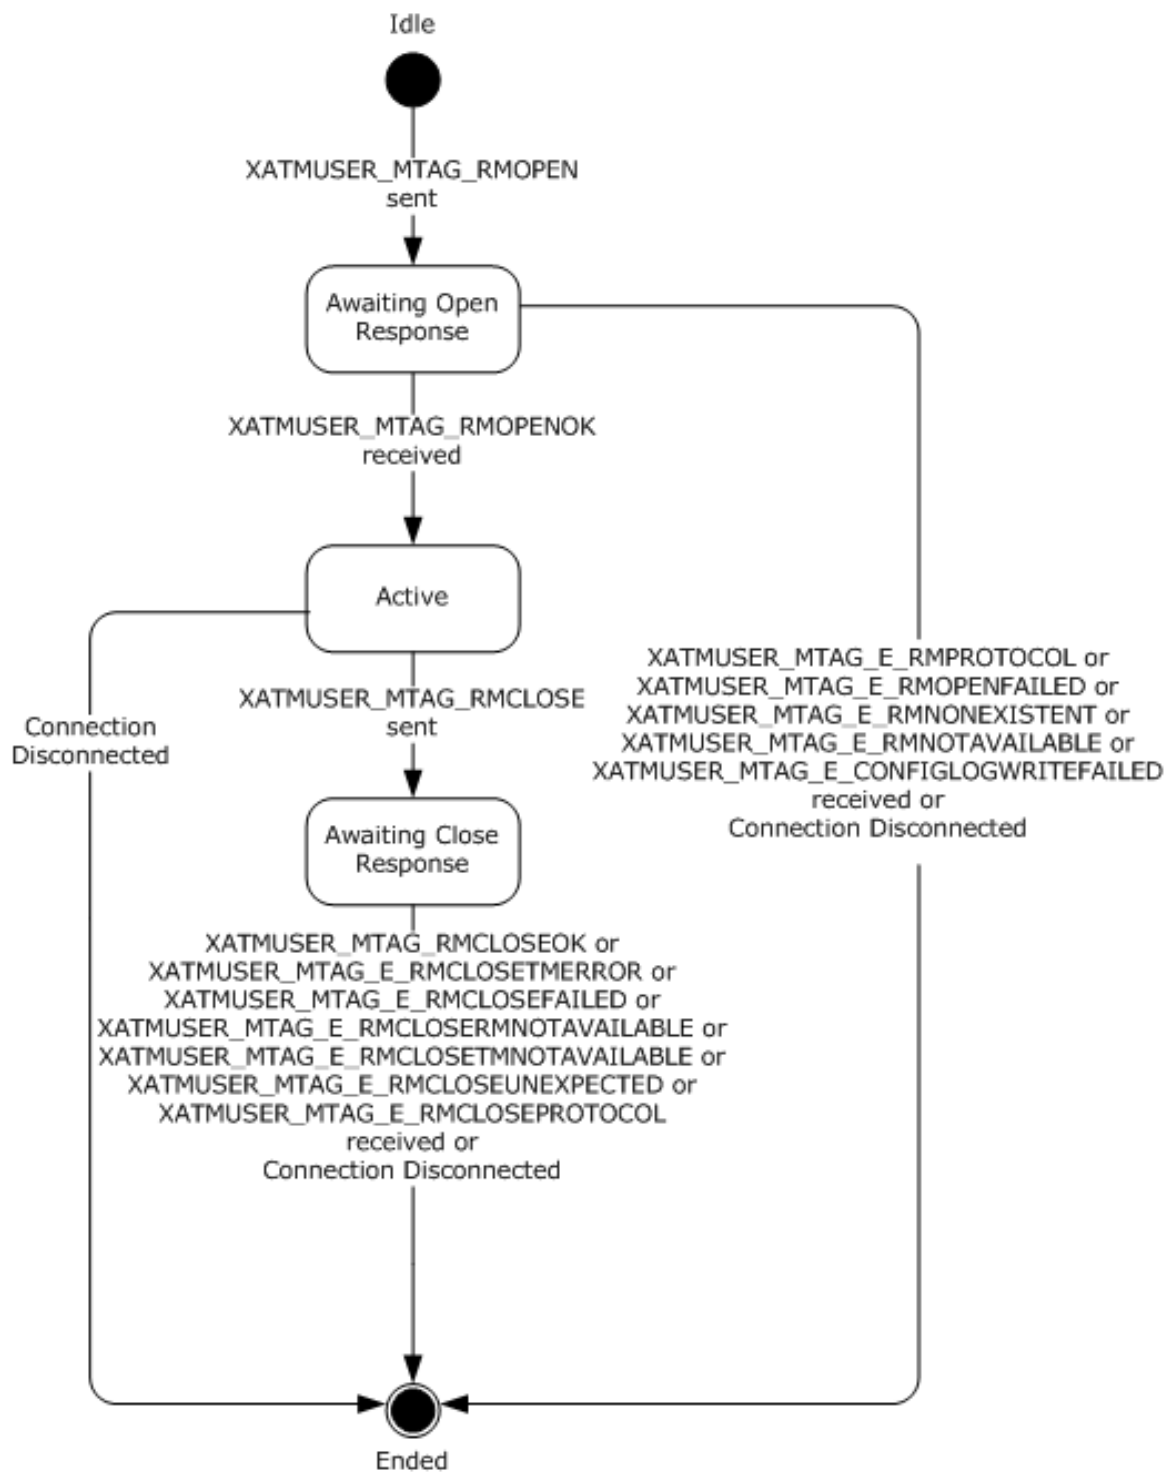 Idle
XATMUSER_MTAG_RMOPEN
sent
Awaiting Open
Response
XATMUSER_MTAG_RMOPENOK
received
Active
XATMUSER_MTAG_RMCLOSE
sent
Connection
Disconnected
XATMUSER_MTAG_E_RMPROTOCOL or
XATMUSER_MTAG_E_RMOPENFAILED or
XATMUSER_MTAG_E_RMNONEXISTENT or
XATMUSER_MTAG_E_RMNOTAVAILABLE or
XATMUSER_MTAG_E_CONFIGLOGWRITEFAILED
received or
Connection Disconnected
Awaiting Close
Response
XATMUSER_MTAG_RMCLOSEOK or
XATMUSER_MTAG_E_RMCLOSETMERROR or
XATMUSER_MTAG_E_RMCLOSEFAILED or
XATMUSER_MTAG_E_RMCLOSERMNOTAVAILABLE or
XATMUSER_MTAG_E_RMCLOSETMNOTAVAILABLE or
XATMUSER_MTAG_E_RMCLOSEUNEXPECTED or
XATMUSER_MTAG_E_RMCLOSEPROTOCOL
received or
Connection Disconnected
Ended